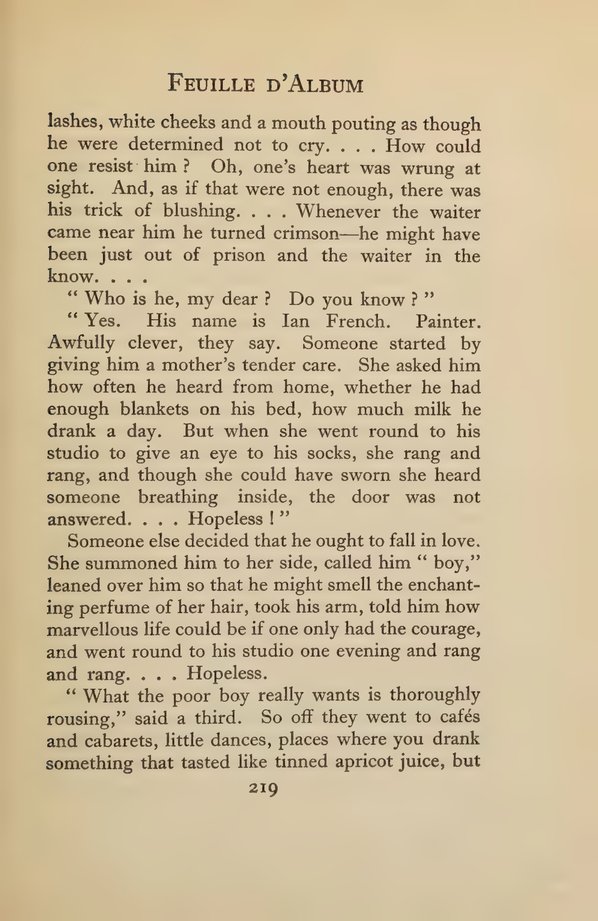 FEUILLE D'ALBUM
lashes, white cheeks and a mouth pouting as though
he were determined not to cry. . . . How could
one resist him ? Oh, one's heart was wrung at
sight. And, as if that were not enough, there was
his trick of blushing. . . . Whenever the waiter
came near him he turned crimson—he might have
been just out of prison and the waiter in the
know. . . .
“ Who is he, my dear ? Do you know ? ”
“ Yes. His name is Ian French. Painter.
Awfully clever, they say. Someone started by
giving him a mother's tender care. She asked him
how often he heard from home, whether he had
enough blankets on his bed, how much milk he
drank a day. But when she went round to his
studio to give an eye to his socks, she rang and
rang, and though she could have sworn she heard
someone breathing inside, the door was not
answered. . . . Hopeless ! ”
Someone else decided that he ought to fall in love.
She summoned him to her side, called him “ boy,”
leaned over him so that he might smell the enchant-
ing perfume of her hair, took his arm, told him how
marvellous life could be if one only had the courage,
and went round to his studio one evening and rang
and rang. . . . Hopeless.
“ What the poor boy really wants is thoroughly
rousing,” said a third. So off they went to cafés
and cabarets, little dances, places where you drank
something that tasted like tinned apricot juice, but
219